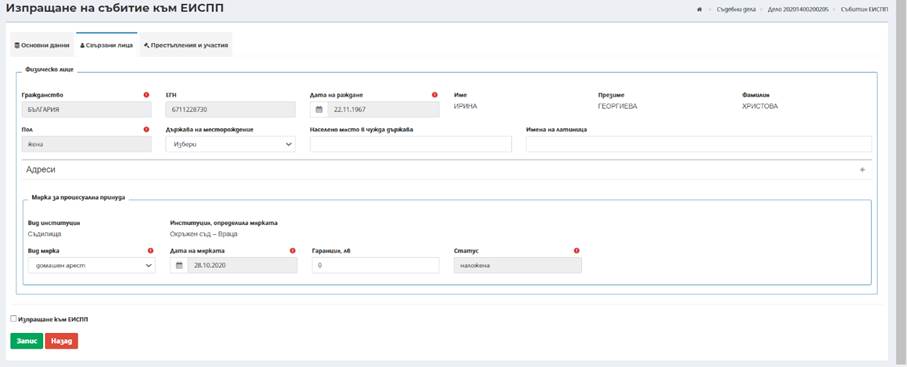 Изпращане на събитие към ЕИСПП
Съдебни дела Дело 20201400200205 Събития ЕИСПП
Основни данни Свързани лица Престъпления и участия
Физическо лице
Гражданство ЕГН Дата на раждане Име Презиме Фамилия
БЪЛГАРИЯ 6711228730 22.11.1967 ИРИНА ГЕОРГИЕВА ХРИСТОВА
Пол Държава на месторождение Населено място в чужда държава Имена на латиница
жена Избери
Адреси +
Мярка за процесуална принуда
Вид институция Институция, определила мярката
Съдилища Окръжен съд – Враца
Вид мярка Дата на мярката Гаранция, лв Статус
домашен арест 28.10.2020 0 наложена
Изпращане към ЕИСПП
Запис Назад